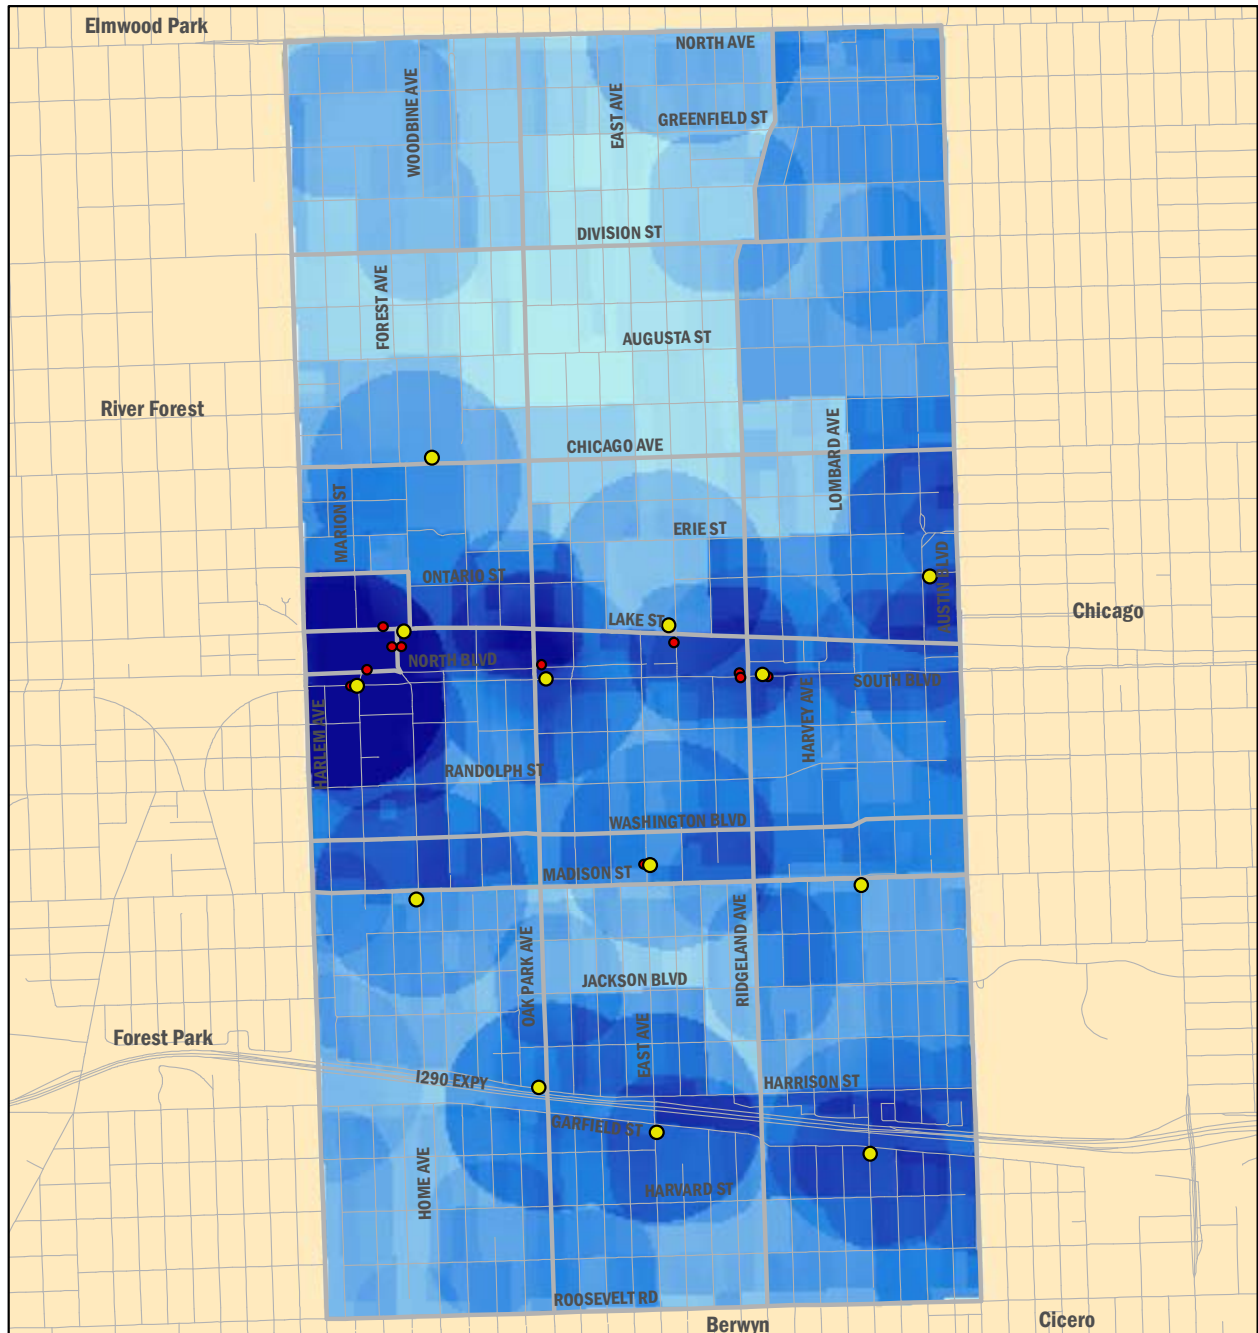 Elmwood Park
NORTH AVE
WOODBINE AVE
EAST AVE
GREENFIELD ST
DIVISION ST
FOREST AVE
AUGUSTA ST
River Forest
CHICAGO AVE
LOMBARD AVE
MARION ST
ERIE ST
ONTARIO ST
AUSTIN BLVD
LAKE ST
Chicago
NORTH BLVD
SOUTH BLVD
HARLEM AVE
HARVEY AVE
RANDOLPH ST
WASHINGTON BLVD
MADISON ST
OAK PARK AVE
RIDGELAND AVE
JACKSON BLVD
Forest Park
EAST AVE
I290 EXPY
HARRISON ST
GARFIELD ST
HOME AVE
HARVARD ST
ROOSEVELT RD
Berwyn
Cicero